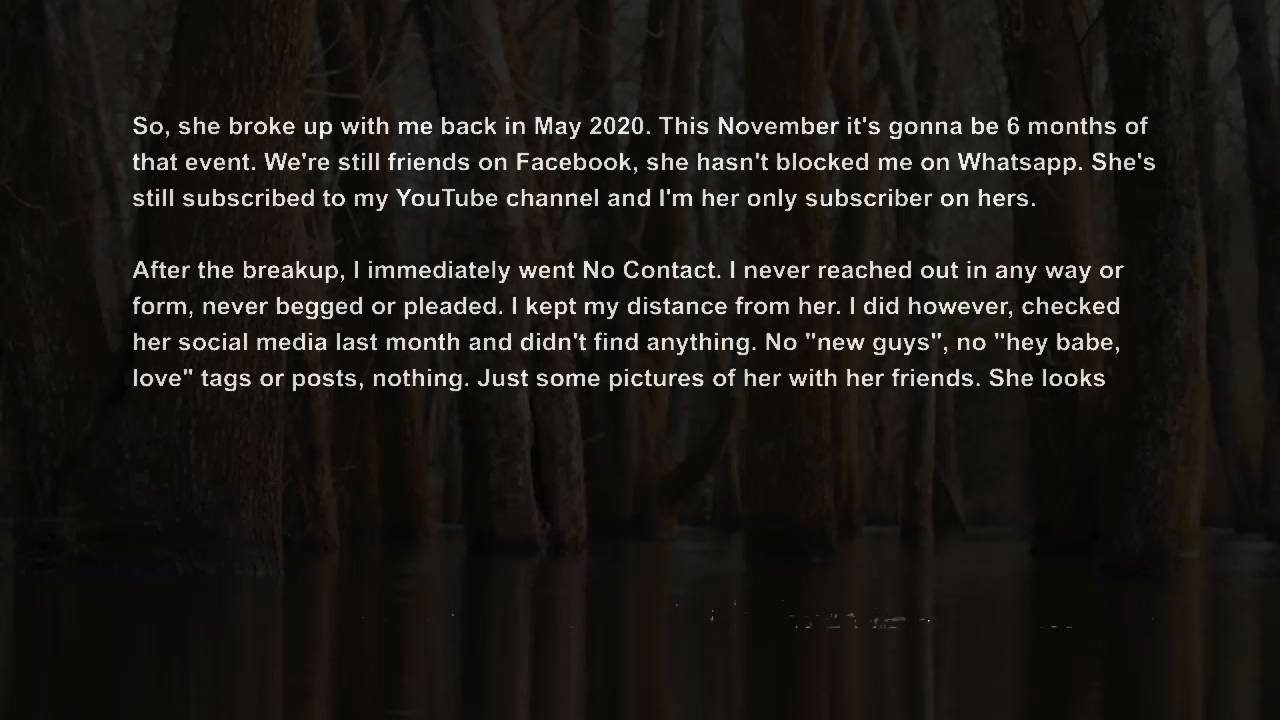 So, she broke up with me back in May 2020. This November it's gonna be 6 months of
that event. We're still friends on Facebook, she hasn't blocked me on Whatsapp. She's
still subscribed to my YouTube channel and I'm her only subscriber on hers.
After the breakup, I immediately went No Contact. I never reached out in any way or
form, never begged or pleaded. I kept my distance from her. I did however, checked
her social media last month and didn't find anything. No "new guys", no "hey babe,
love" tags or posts, nothing. Just some pictures of her with her friends. She looks